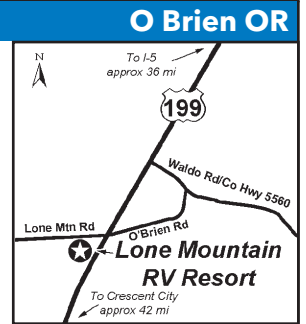 O Brien OR
N
To I-5
approx 36 mi
199
Waldo Rd/Co Hwy 5560
Lone Mtn Rd
O'Brien Rd
Lone Mountain
RV Resort
To Crescent City
approx 42 mi